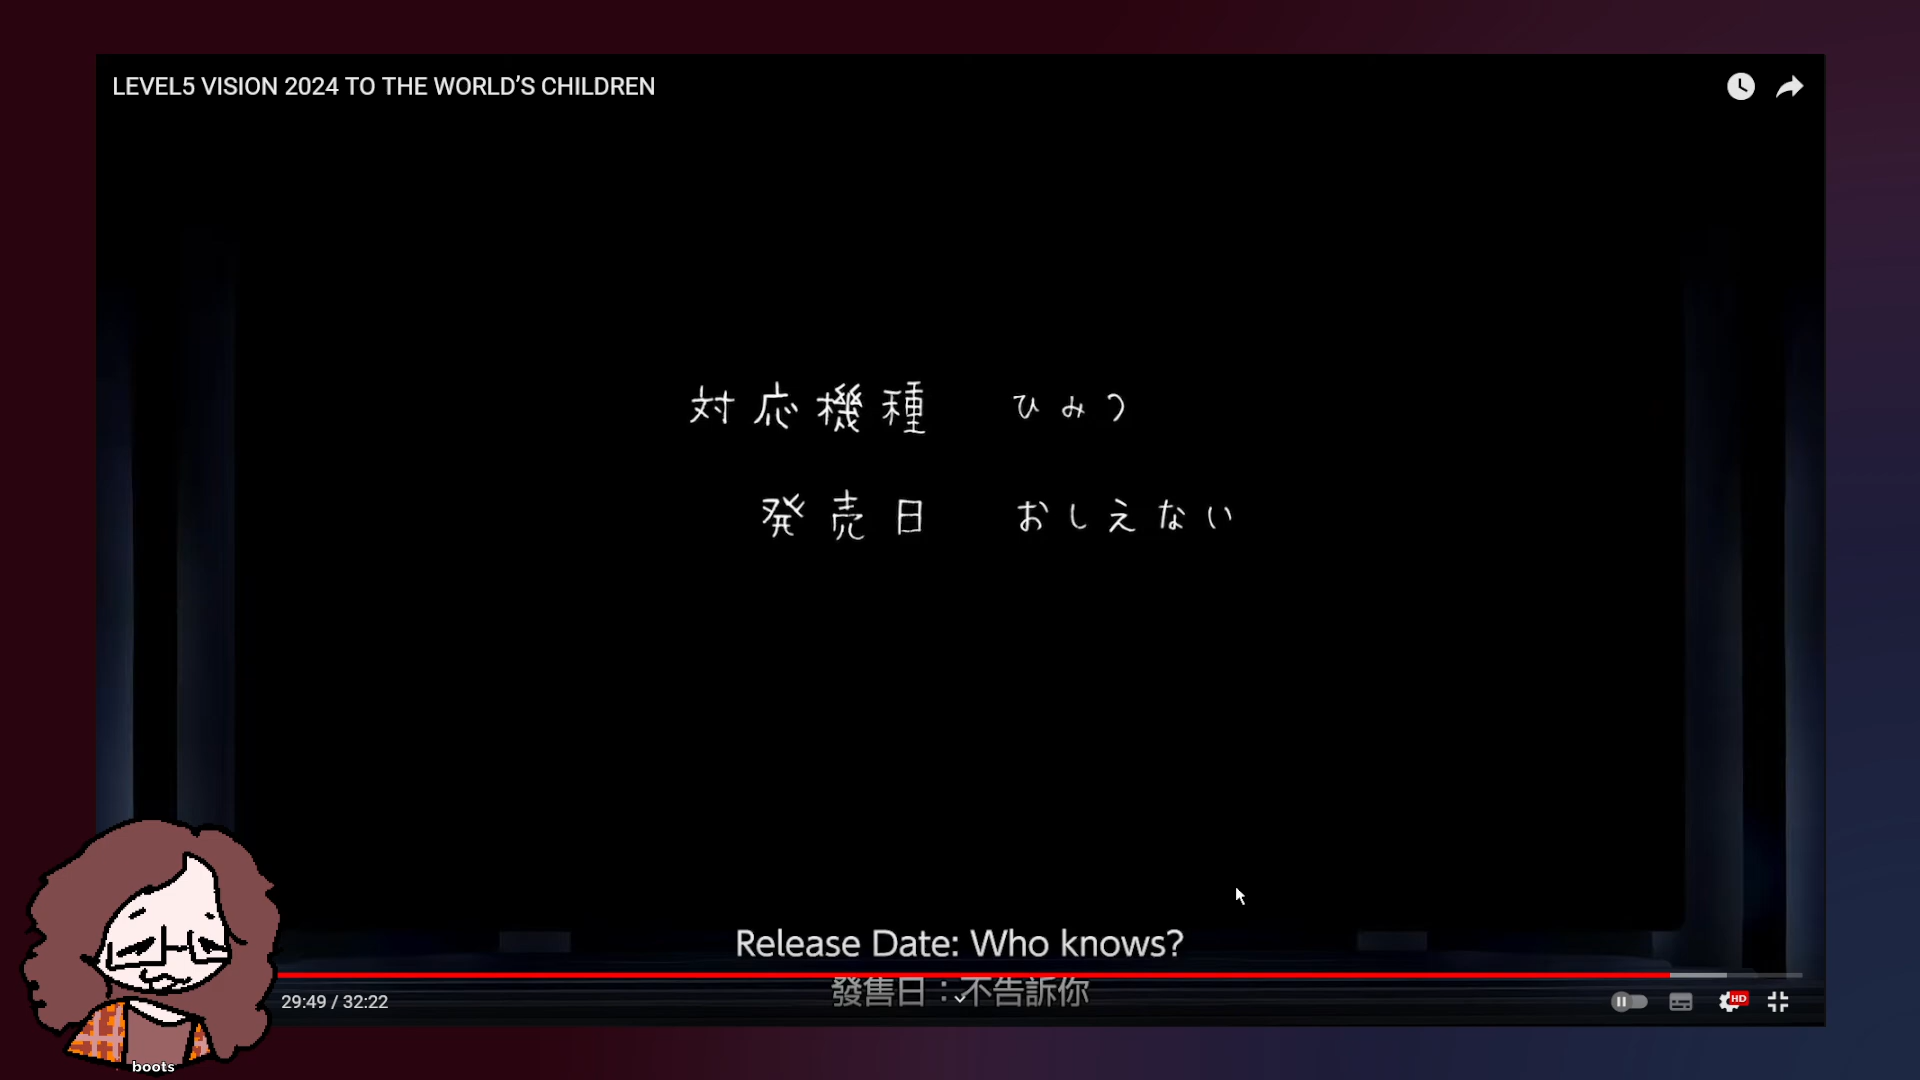 LEVEL5 VISION 2024 TO THE WORLD’S CHILDREN
対応機種 ひみつ
発売日 おしえない
Release Date: Who knows?
發售日：不告訴你
29:49 / 32:22
HD
boots